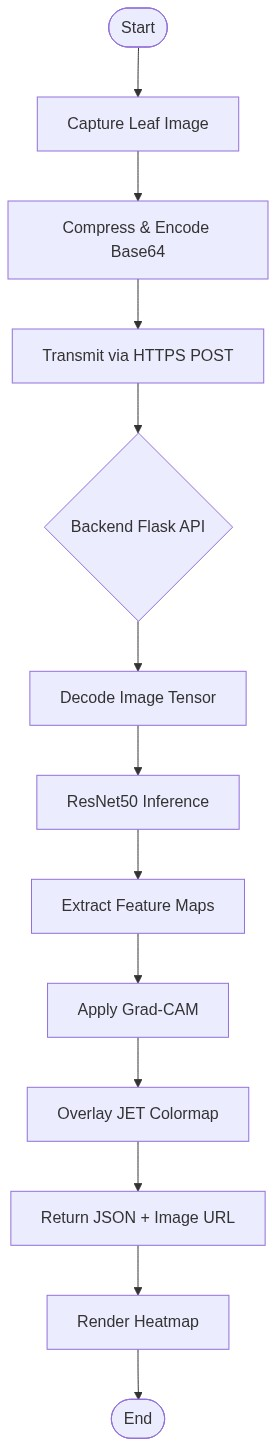 Start
Capture Leaf Image
Compress & Encode
Base64
Transmit via HTTPS POST
Backend Flask API
Decode Image Tensor
ResNet50 Inference
Extract Feature Maps
Apply Grad-CAM
Overlay JET Colormap
Return JSON + Image URL
Render Heatmap
End